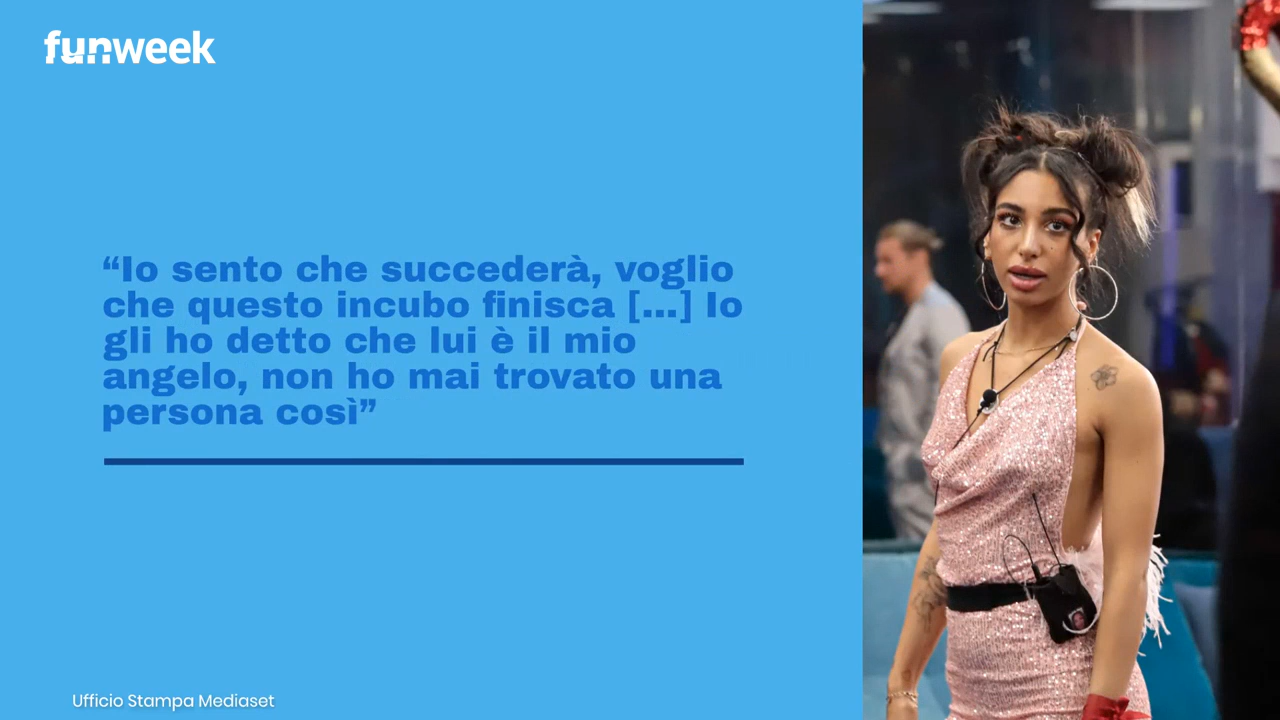 funweek
“Io sento che succederà, voglio
che questo incubo finisca [...] Io
gli ho detto che lui è il mio
angelo, non ho mai trovato una
persona così”
Ufficio Stampa Mediaset